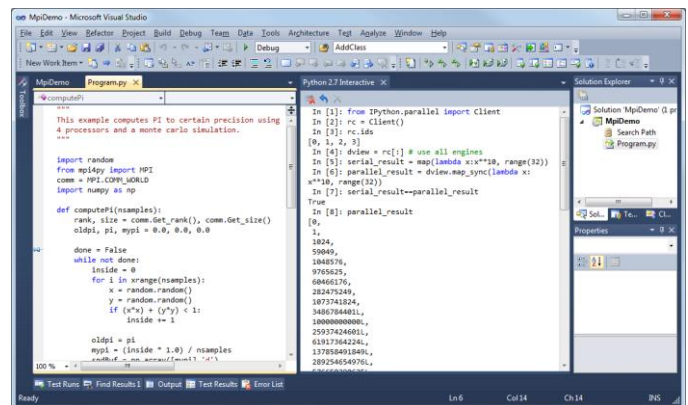 MpiDemo - Microsoft Visual Studio
File Edit View Refactor Project Build Debug Team Data Tools Architecture Test Analyze Window Help
Debug AddClass
New Work Item
MpiDemo Program.py
computePi
"""
This example computes PI to certain precision using
4 processors and a monte carlo simulation.
"""
import random
from mpi4py import MPI
comm = MPI.COMM_WORLD
import numpy as np
def computePi(nsamples):
rank, size = comm.Get_rank(), comm.Get_size()
oldpi, pi, mypi = 0.0, 0.0, 0.0
done = False
while not done:
inside = 0
for i in xrange(nsamples):
x = random.random()
y = random.random()
if (x*x) + (y*y) < 1:
inside += 1
oldpi = pi
mypi = (inside * 1.0) / nsamples
100 %
Toolbox
Python 2.7 Interactive
In [1]: from IPython.parallel import Client
In [2]: rc = Client()
In [3]: rc.ids
[0, 1, 2, 3]
In [4]: dview = rc[:] # use all engines
In [5]: serial_result = map(lambda x:x**10, range(32))
In [6]: parallel_result = dview.map_sync(lambda x:
x**10, range(32))
In [7]: serial_result==parallel_result
True
In [8]: parallel_result
[0,
1,
1024,
59049,
1048576,
9765625,
60466176,
282475249,
1073741824,
3486784401L,
10000000000L,
25937424601L,
61917364224L,
137858491849L,
289254654976L,
Solution Explorer
Solution 'MpiDemo' (1 pr
MpiDemo
Search Path
Program.py
Sol... Te... Cl...
Properties
Test Runs Find Results 1 Output Test Results Error List
Ready Ln 6 Col 14 Ch 14 INS